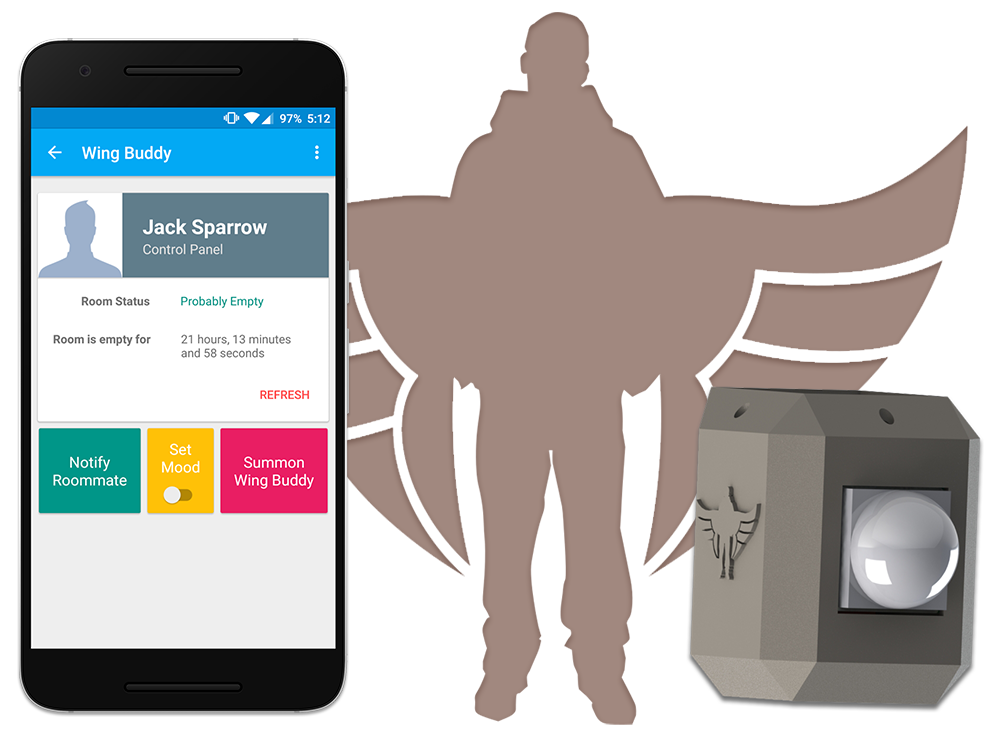 97% 5:12
Wing Buddy
Jack Sparrow
Control Panel
Room Status Probably Empty
Room is empty for 21 hours, 13 minutes
and 58 seconds
REFRESH
Notify
Roommate
Set
Mood
Summon
Wing Buddy